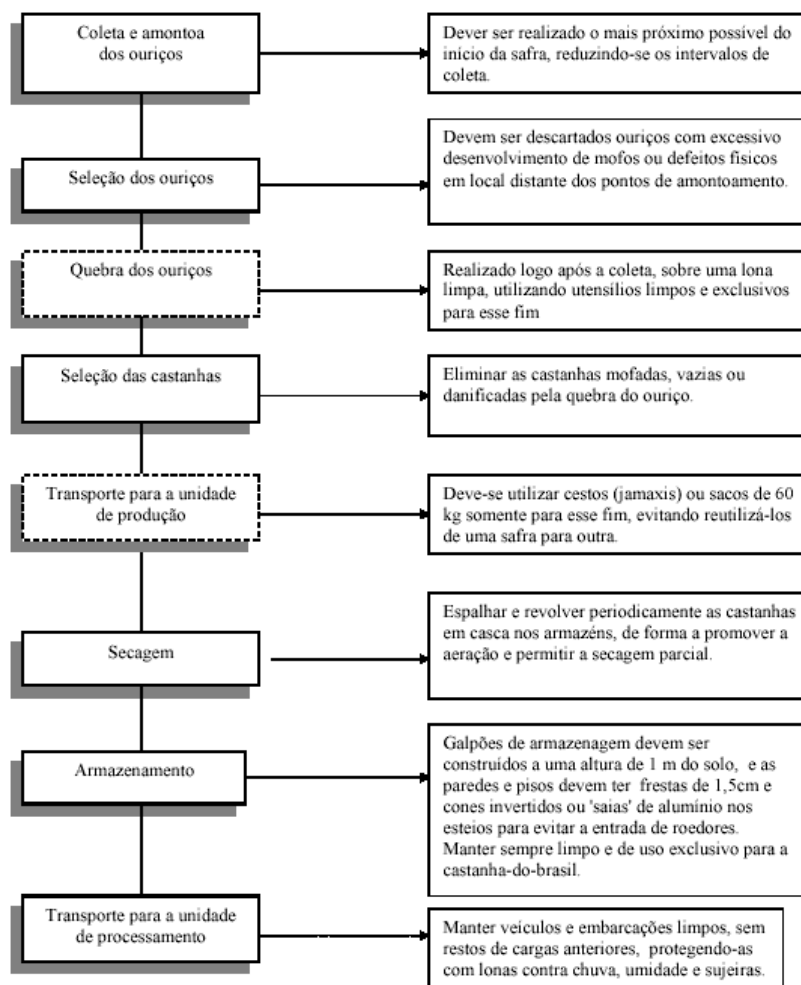 Coleta e amontoa
dos ouriços
Dever ser realizado o mais próximo possível do
inicio da safra, reduzindo-se os intervalos de
coleta.
Seleção dos ouriços
Devem ser descartados ouriços com excessivo
desenvolvimento de mofos ou defeitos físicos
em local distante dos pontos de amontoamento.
Quebra dos ouriços
Realizado logo após a coleta, sobre uma lona
limpa, utilizando utensílios limpos e exclusivos
para esse fim
Seleção das castanhas
Eliminar as castanhas mofadas, vazias ou
danificadas pela quebra do ouriço.
Transporte para a unidade
de produção
Deve-se utilizar cestos (jamaxis) ou sacos de 60
kg somente para esse fim, evitando reutilizá-los
de uma safra para outra.
Secagem
Espalhar e revolver periodicamente as castanhas
em casca nos armazéns, de forma a promover a
aeração e permitir a secagem parcial.
Armazenamento
Galpões de armazenagem devem ser
construídos a uma altura de 1 m do solo, e as
paredes e pisos devem ter frestas de 1,5cm e
cones invertidos ou 'saias' de alumínio nos
esteios para evitar a entrada de roedores.
Manter sempre limpo e de uso exclusivo para a
castanha-do-brasil.
Transporte para a unidade
de processamento
Manter veículos e embarcações limpos, sem
restos de cargas anteriores, protegendo-as
com lonas contra chuva, umidade e sujeiras.